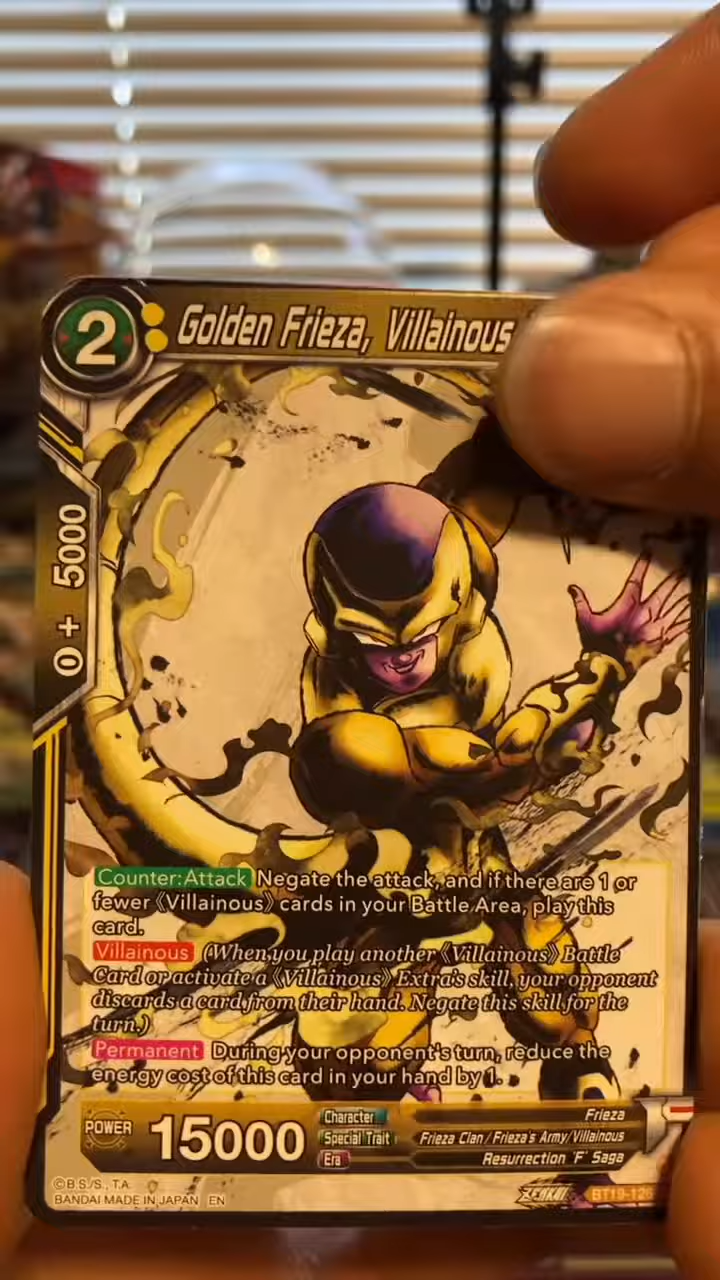 2 Golden Frieza, Villainous
0 + 5000
Counter:Attack Negate the attack, and if there are 1 or
fewer 《Villainous》 cards in your Battle Area, play this
card.
Villainous (When you play another 《Villainous》 Battle
Card or activate a 《Villainous》 Extra's skill, your opponent
discards a card from their hand. Negate this skill for the
turn.)
Permanent During your opponent's turn, reduce the
energy cost of this card in your hand by 1.
POWER 15000
Character Frieza
Special Trait Frieza Clan/Frieza's Army/Villainous
Era Resurrection 'F' Saga
©B.S./S., T.A.
BANDAI MADE IN JAPAN EN
ZENKAI BT19-126